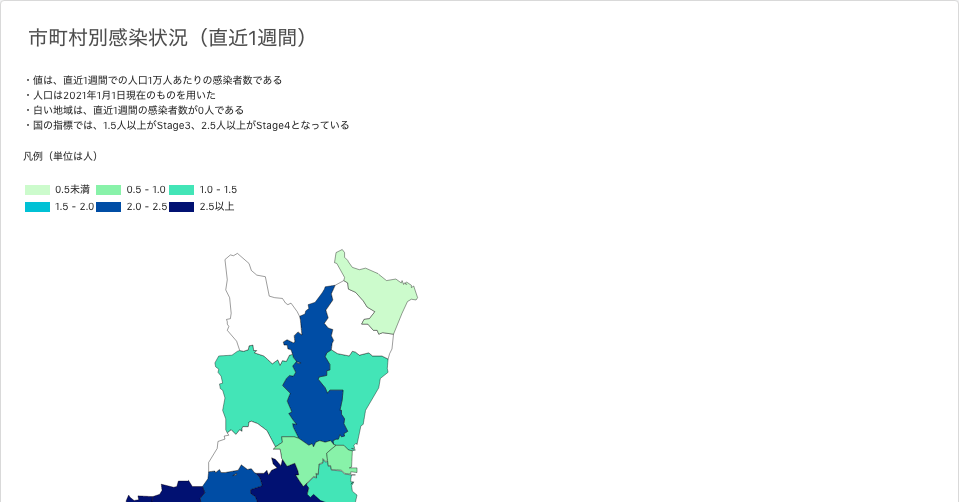 市町村別感染状況（直近1週間）
・値は、直近1週間での人口1万人あたりの感染者数である
・人口は2021年1月1日現在のものを用いた
・白い地域は、直近1週間の感染者数が0人である
・国の指標では、1.5人以上がStage3、2.5人以上がStage4となっている
凡例（単位は人）
0.5未満 0.5 - 1.0 1.0 - 1.5
1.5 - 2.0 2.0 - 2.5 2.5以上